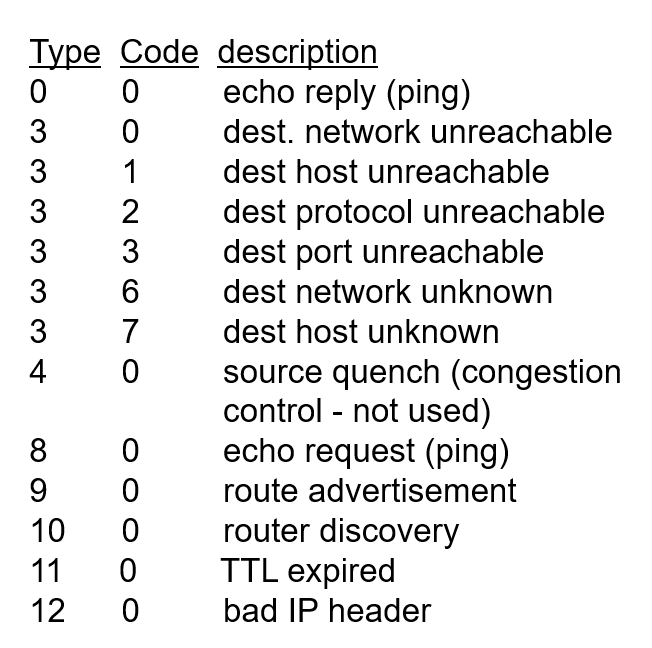 Type Code description
0 0 echo reply (ping)
3 0 dest. network unreachable
3 1 dest host unreachable
3 2 dest protocol unreachable
3 3 dest port unreachable
3 6 dest network unknown
3 7 dest host unknown
4 0 source quench (congestion
control - not used)
8 0 echo request (ping)
9 0 route advertisement
10 0 router discovery
11 0 TTL expired
12 0 bad IP header